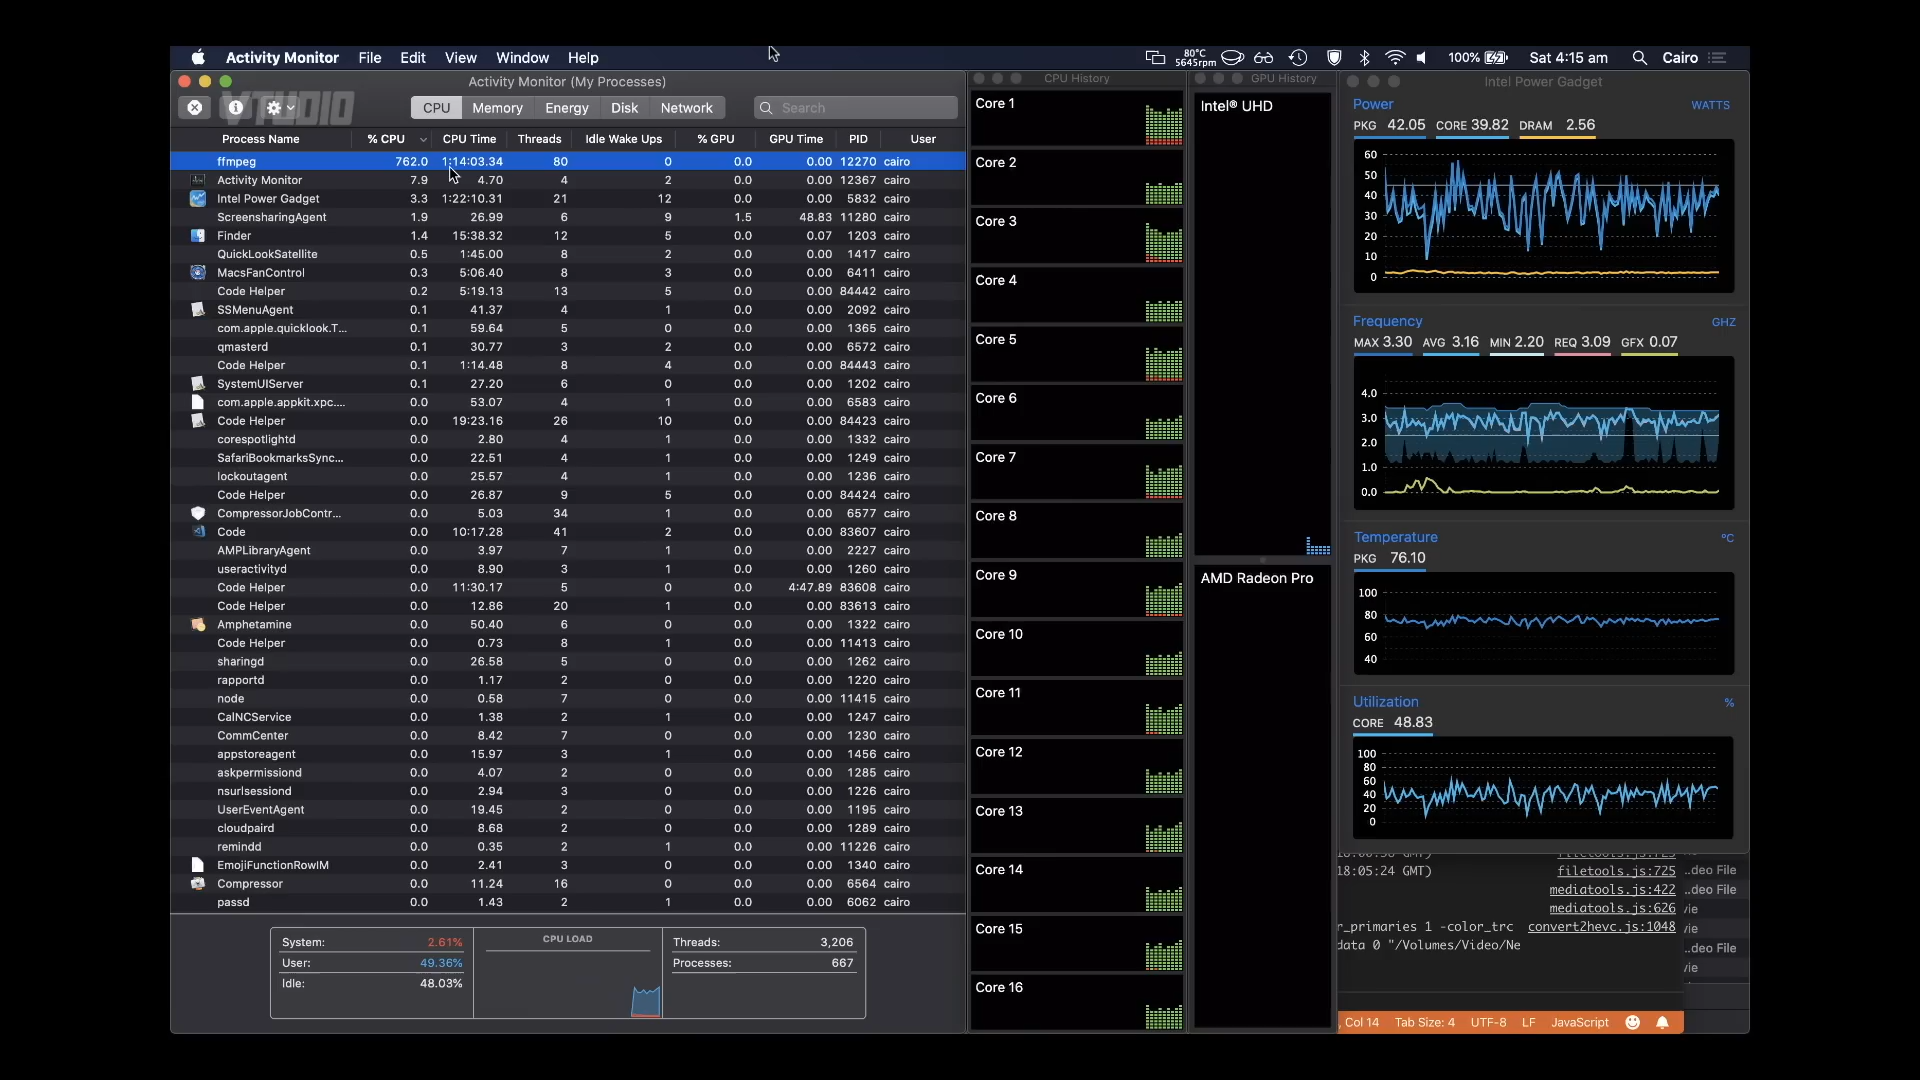 Activity Monitor File Edit View Window Help 80°C 5645rpm 100% Sat 4:15 am Cairo
Activity Monitor (My Processes)
VTUDIO
CPU Memory Energy Disk Network Search
Process Name % CPU CPU Time Threads Idle Wake Ups % GPU GPU Time PID User
ffmpeg 762.0 1:14:03.34 80 0 0.0 0.00 12270 cairo
Activity Monitor 7.9 4.70 4 2 0.0 0.00 12367 cairo
Intel Power Gadget 3.3 1:22:10.31 21 12 0.0 0.00 5832 cairo
ScreensharingAgent 1.9 26.99 6 9 1.5 48.83 11280 cairo
Finder 1.4 15:38.32 12 5 0.0 0.07 1203 cairo
QuickLookSatellite 0.5 1:45.00 8 2 0.0 0.00 1417 cairo
MacsFanControl 0.3 5:06.40 8 3 0.0 0.00 6411 cairo
Code Helper 0.2 5:19.13 13 5 0.0 0.00 84442 cairo
SSMenuAgent 0.1 41.37 4 1 0.0 0.00 2092 cairo
com.apple.quicklook.T... 0.1 59.64 5 0 0.0 0.00 1365 cairo
qmasterd 0.1 30.77 3 2 0.0 0.00 6572 cairo
Code Helper 0.1 1:14.48 8 4 0.0 0.00 84443 cairo
SystemUIServer 0.1 27.20 6 0 0.0 0.00 1202 cairo
com.apple.appkit.xpc.... 0.0 53.07 4 1 0.0 0.00 6583 cairo
Code Helper 0.0 19:23.16 26 10 0.0 0.00 84423 cairo
corespotlightd 0.0 2.80 4 1 0.0 0.00 1332 cairo
SafariBookmarksSync... 0.0 22.51 4 1 0.0 0.00 1249 cairo
lockoutagent 0.0 25.57 4 1 0.0 0.00 1236 cairo
Code Helper 0.0 26.87 9 5 0.0 0.00 84424 cairo
CompressorJobContr... 0.0 5.03 34 1 0.0 0.00 6577 cairo
Code 0.0 10:17.28 41 2 0.0 0.00 83607 cairo
AMPLibraryAgent 0.0 3.97 7 1 0.0 0.00 2227 cairo
useractivityd 0.0 8.90 3 1 0.0 0.00 1260 cairo
Code Helper 0.0 11:30.17 5 0 0.0 4:47.89 83608 cairo
Code Helper 0.0 12.86 20 1 0.0 0.00 83613 cairo
Amphetamine 0.0 50.40 6 0 0.0 0.00 1322 cairo
Code Helper 0.0 0.73 8 1 0.0 0.00 11413 cairo
sharingd 0.0 26.58 5 0 0.0 0.00 1262 cairo
rapportd 0.0 1.17 2 0 0.0 0.00 1220 cairo
node 0.0 0.58 7 0 0.0 0.00 11415 cairo
CalNCService 0.0 1.38 2 1 0.0 0.00 1247 cairo
CommCenter 0.0 8.42 7 0 0.0 0.00 1230 cairo
appstoreagent 0.0 15.97 3 1 0.0 0.00 1456 cairo
askpermissiond 0.0 4.07 2 0 0.0 0.00 1285 cairo
nsurlsessiond 0.0 2.94 3 0 0.0 0.00 1226 cairo
UserEventAgent 0.0 19.45 2 0 0.0 0.00 1195 cairo
cloudpaird 0.0 8.68 2 0 0.0 0.00 1289 cairo
remindd 0.0 0.35 2 1 0.0 0.00 11226 cairo
EmojiFunctionRowIM 0.0 2.41 3 0 0.0 0.00 1340 cairo
Compressor 0.0 11.24 16 0 0.0 0.00 6564 cairo
passd 0.0 1.43 2 1 0.0 0.00 6062 cairo
System: 2.61% CPU LOAD Threads: 3,206
User: 49.36% Processes: 667
Idle: 48.03%
CPU History
Core 1
Core 2
Core 3
Core 4
Core 5
Core 6
Core 7
Core 8
Core 9
Core 10
Core 11
Core 12
Core 13
Core 14
Core 15
Core 16
GPU History
Intel® UHD
AMD Radeon Pro
Intel Power Gadget
Power WATTS
PKG 42.05 CORE 39.82 DRAM 2.56
60
50
40
30
20
10
0
Frequency GHZ
MAX 3.30 AVG 3.16 MIN 2.20 REQ 3.09 GFX 0.07
4.0
3.0
2.0
1.0
0.0
Temperature °C
PKG 76.10
100
80
60
40
Utilization %
CORE 48.83
100
80
60
40
20
0
18:05:24 GMT) filetools.js:725 ..deo File
mediatools.js:422 ..deo File
mediatools.js:626 vie
r_primaries 1 -color_trc convert2hevc.js:1048 vie
data 0 "/Volumes/Video/Ne ..deo File
vie
, Col 14 Tab Size: 4 UTF-8 LF JavaScript